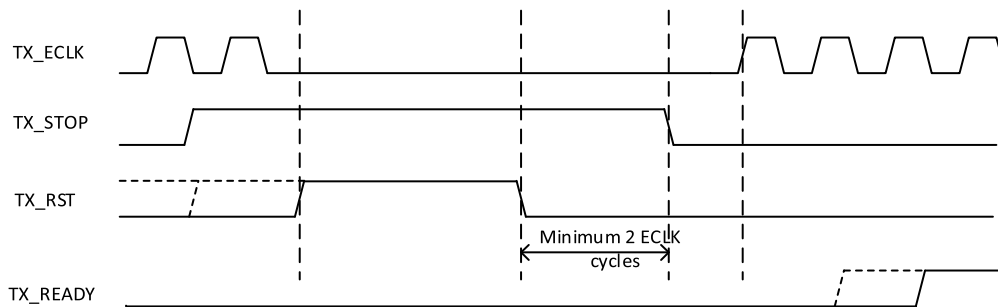 TX_ECLK
TX_STOP
TX_RST
Minimum 2 ECLK
cycles
TX_READY